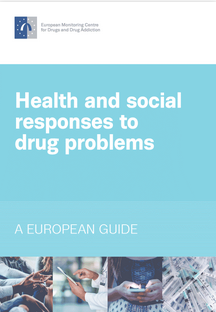 European Monitoring Centre
for Drugs and Drug Addiction
Health and social
responses to
drug problems
A EUROPEAN GUIDE